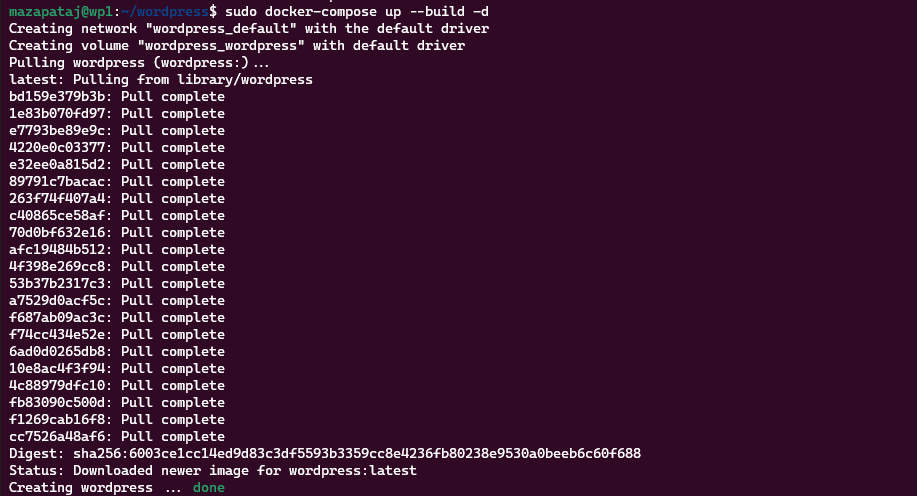 mazapataj@wp1:~/wordpress$ sudo docker-compose up --build -d
Creating network "wordpress_default" with the default driver
Creating volume "wordpress_wordpress" with default driver
Pulling wordpress (wordpress:)...
latest: Pulling from library/wordpress
bd159e379b3b: Pull complete
1e83b070fd97: Pull complete
e7793be89e9c: Pull complete
4220e0c03377: Pull complete
e32ee0a815d2: Pull complete
89791c7bacac: Pull complete
263f74f407a4: Pull complete
c40865ce58af: Pull complete
70d0bf632e16: Pull complete
afc19484b512: Pull complete
4f398e269cc8: Pull complete
53b37b2317c3: Pull complete
a7529d0acf5c: Pull complete
f687ab09ac3c: Pull complete
f74cc434e52e: Pull complete
6ad0d0265db8: Pull complete
10e8ac4f3f94: Pull complete
4c88979dfc10: Pull complete
fb83090c500d: Pull complete
f1269cab16f8: Pull complete
cc7526a48af6: Pull complete
Digest: sha256:6003ce1cc14ed9d83c3df5593b3359cc8e4236fb80238e9530a0beeb6c60f688
Status: Downloaded newer image for wordpress:latest
Creating wordpress ... done